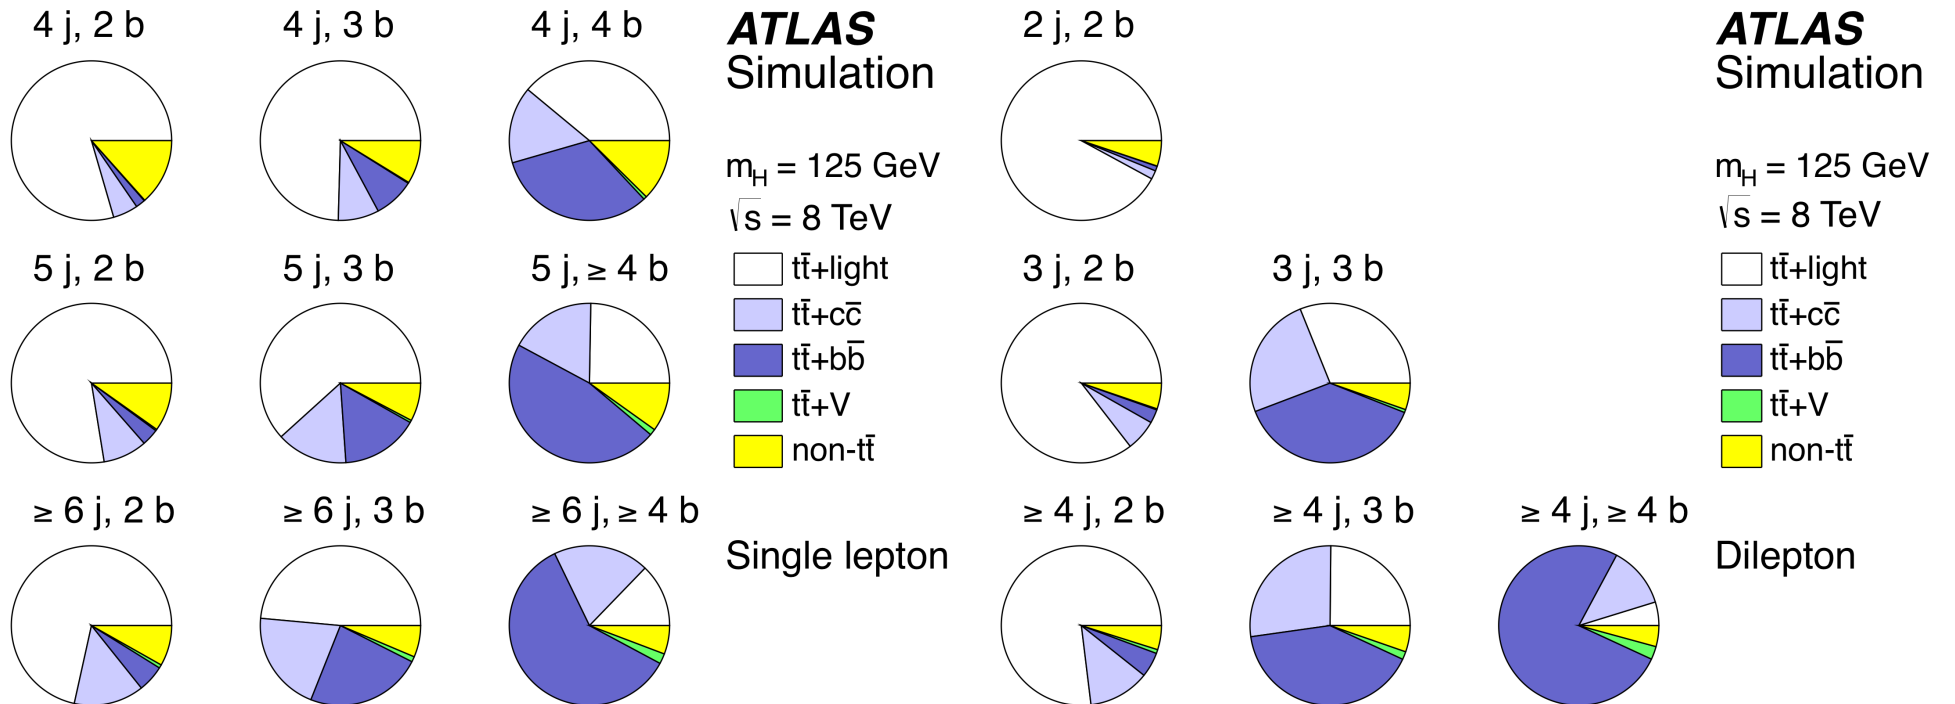 4 j, 2 b
4 j, 3 b
4 j, 4 b
5 j, 2 b
5 j, 3 b
5 j, ≥ 4 b
≥ 6 j, 2 b
≥ 6 j, 3 b
≥ 6 j, ≥ 4 b
ATLAS
Simulation
m_H = 125 GeV
√s = 8 TeV
tt̄+light
tt̄+cc̄
tt̄+bb̄
tt̄+V
non-tt̄
Single lepton
2 j, 2 b
3 j, 2 b
3 j, 3 b
≥ 4 j, 2 b
≥ 4 j, 3 b
≥ 4 j, ≥ 4 b
ATLAS
Simulation
m_H = 125 GeV
√s = 8 TeV
tt̄+light
tt̄+cc̄
tt̄+bb̄
tt̄+V
non-tt̄
Dilepton